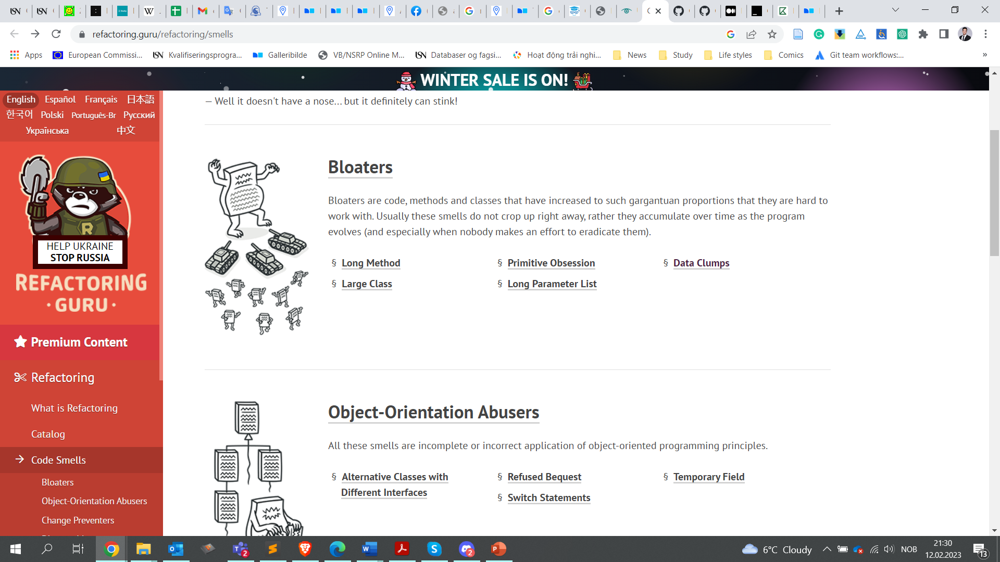 refactoring.guru/refactoring/smells
Apps
European Commissi...
Kvalifiseringsprogra...
Galleribilde
VB/NSRP Online M...
Databaser og fagsi...
Hoạt động trải nghi...
News
Study
Life styles
Comics
Git team workflows:...
»
WINTER SALE IS ON!
English Español Français 日本語
한국어 Polski Português-Br Русский
Українська 中文
— Well it doesn't have a nose... but it definitely can stink!
R
HELP UKRAINE
STOP RUSSIA
REFACTORING
· GURU ·
Premium Content
Refactoring
What is Refactoring
Catalog
Code Smells
Bloaters
Object-Orientation Abusers
Change Preventers
Bloaters
Bloaters are code, methods and classes that have increased to such gargantuan proportions that they are hard to
work with. Usually these smells do not crop up right away, rather they accumulate over time as the program
evolves (and especially when nobody makes an effort to eradicate them).
§ Long Method
§ Primitive Obsession
§ Data Clumps
§ Large Class
§ Long Parameter List
Object-Orientation Abusers
All these smells are incomplete or incorrect application of object-oriented programming principles.
§ Alternative Classes with
Different Interfaces
§ Refused Bequest
§ Temporary Field
§ Switch Statements
6°C Cloudy
NOB
21:30
12.02.2023
13